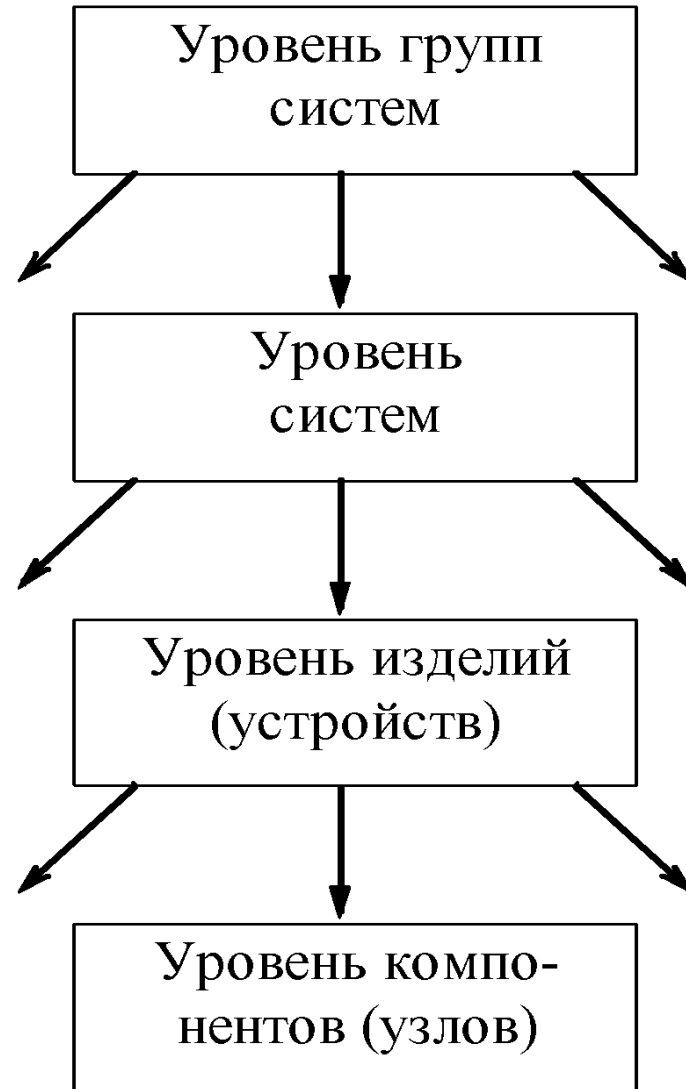 Уровень групп
систем
Уровень
систем
Уровень изделий
(устройств)
Уровень компо-
нентов (узлов)